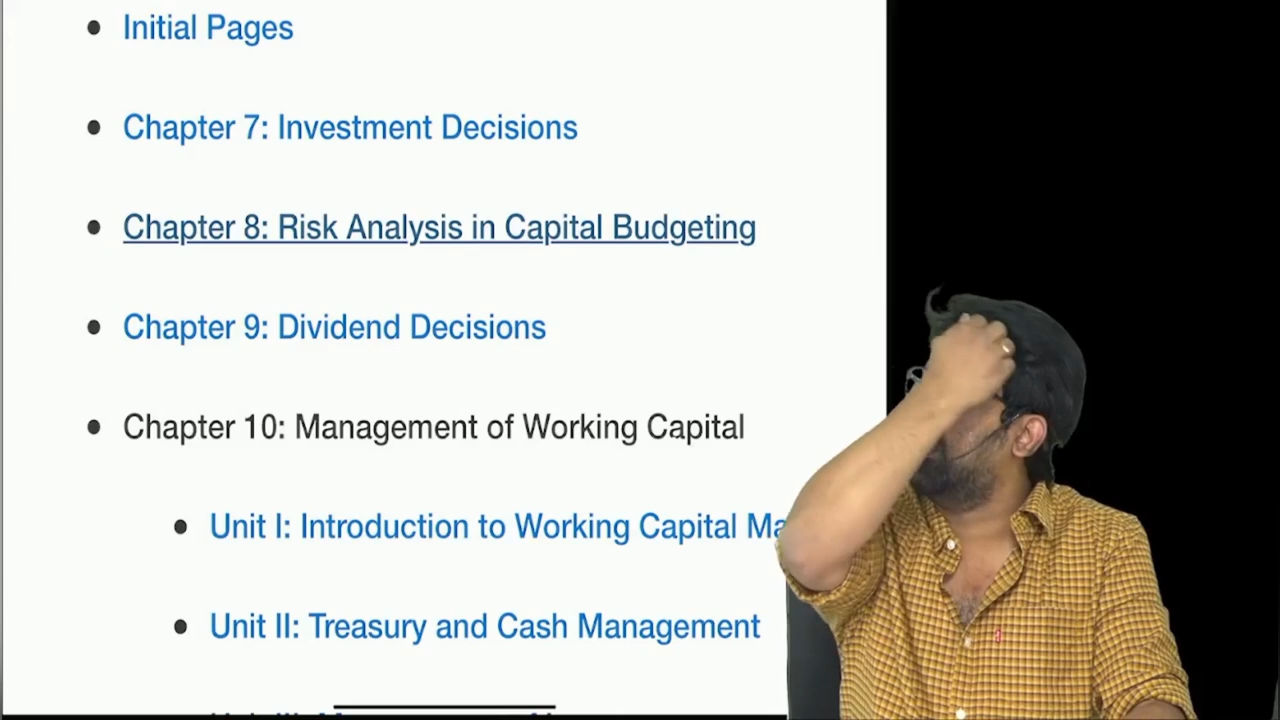 Initial Pages
Chapter 7: Investment Decisions
Chapter 8: Risk Analysis in Capital Budgeting
Chapter 9: Dividend Decisions
Chapter 10: Management of Working Capital
Unit I: Introduction to Working Capital Ma
Unit II: Treasury and Cash Management